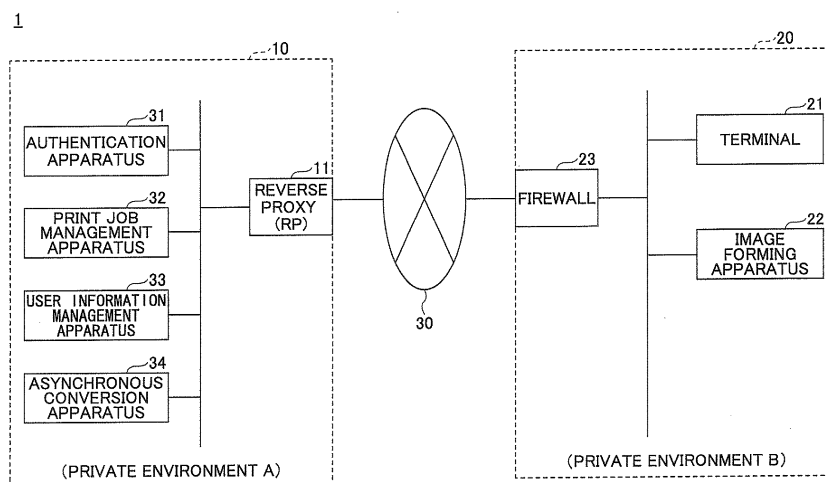 1
10
31
AUTHENTICATION
APPARATUS
32
PRINT JOB
MANAGEMENT
APPARATUS
33
USER INFORMATION
MANAGEMENT
APPARATUS
34
ASYNCHRONOUS
CONVERSION
APPARATUS
11
REVERSE
PROXY
(RP)
(PRIVATE ENVIRONMENT A)
30
20
23
FIREWALL
21
TERMINAL
22
IMAGE
FORMING
APPARATUS
(PRIVATE ENVIRONMENT B)